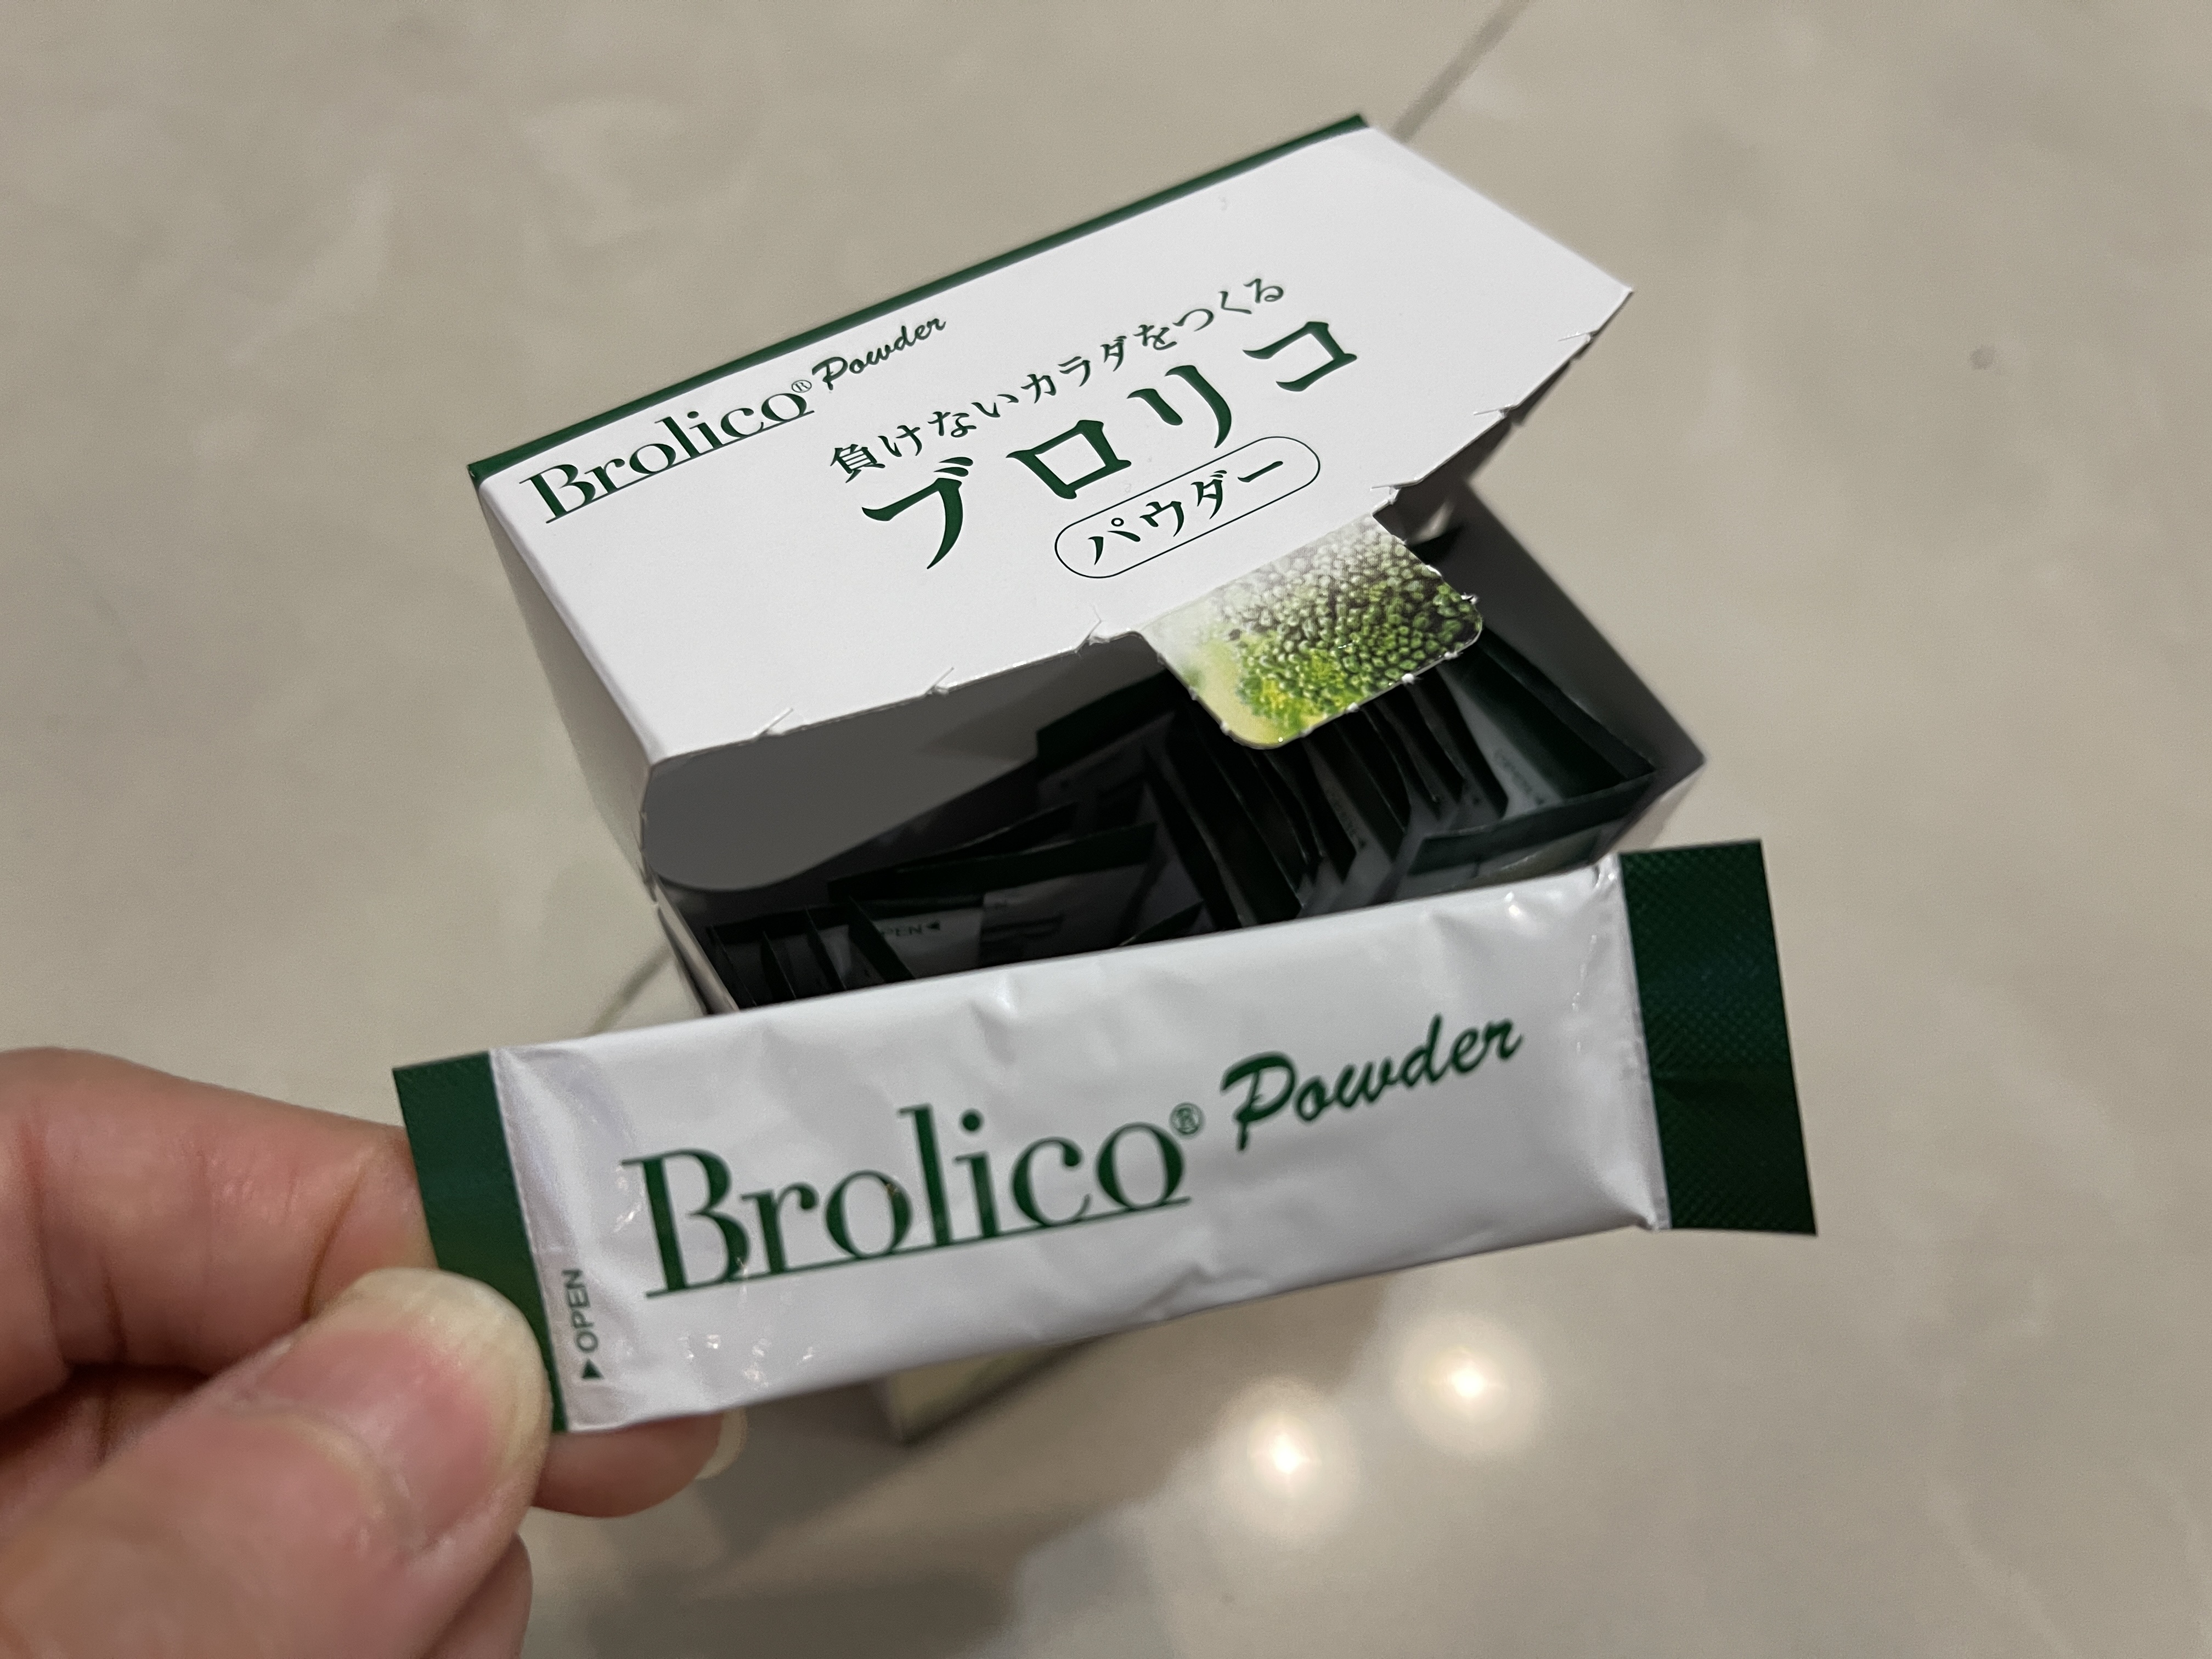 Brolico® Powder
負けないカラダをつくる
ブロリコ
パウダー
OPEN
Brolico® Powder
▶OPEN